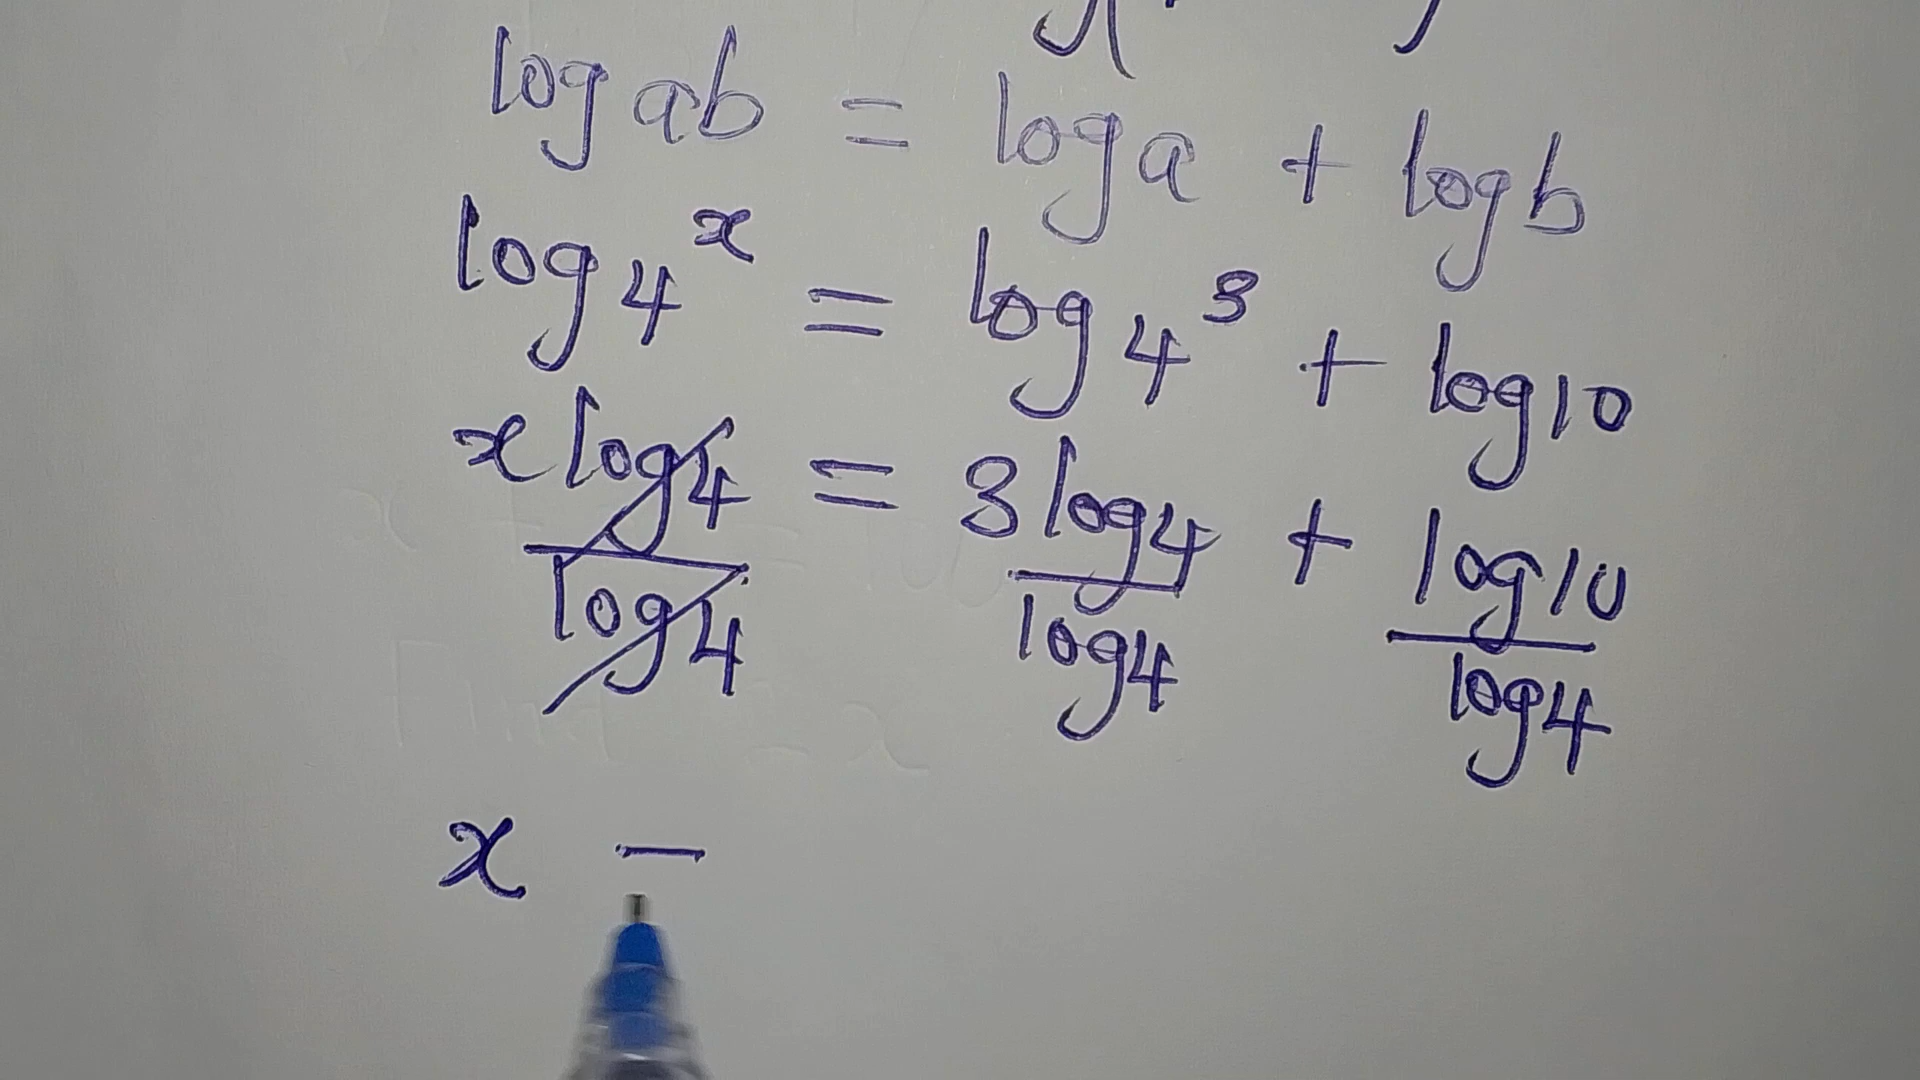 log ab = log a + log b
log 4^x = log 4^3 + log 10
x log 4 / log 4 = 3 log 4 / log 4 + log 10 / log 4
x —